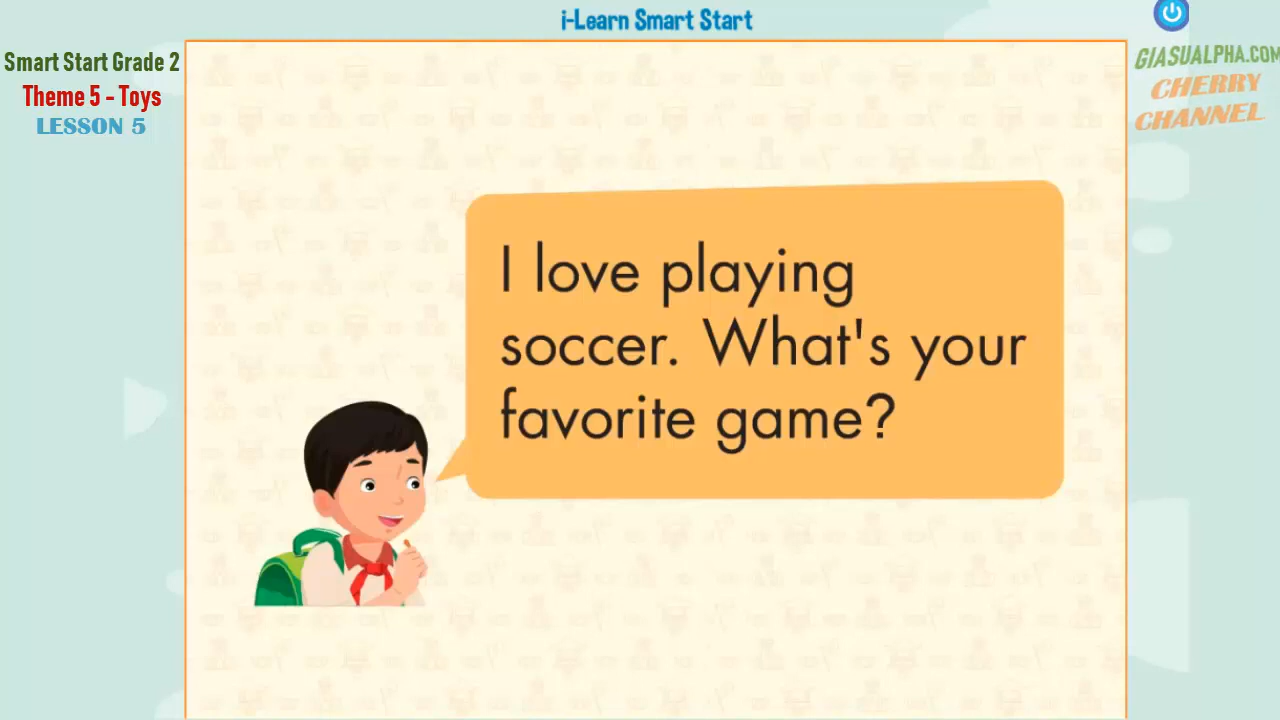 i-Learn Smart Start
Smart Start Grade 2
Theme 5 - Toys
LESSON 5
GIASUALPHA.COM
CHERRY
CHANNEL
I love playing
soccer. What's your
favorite game?